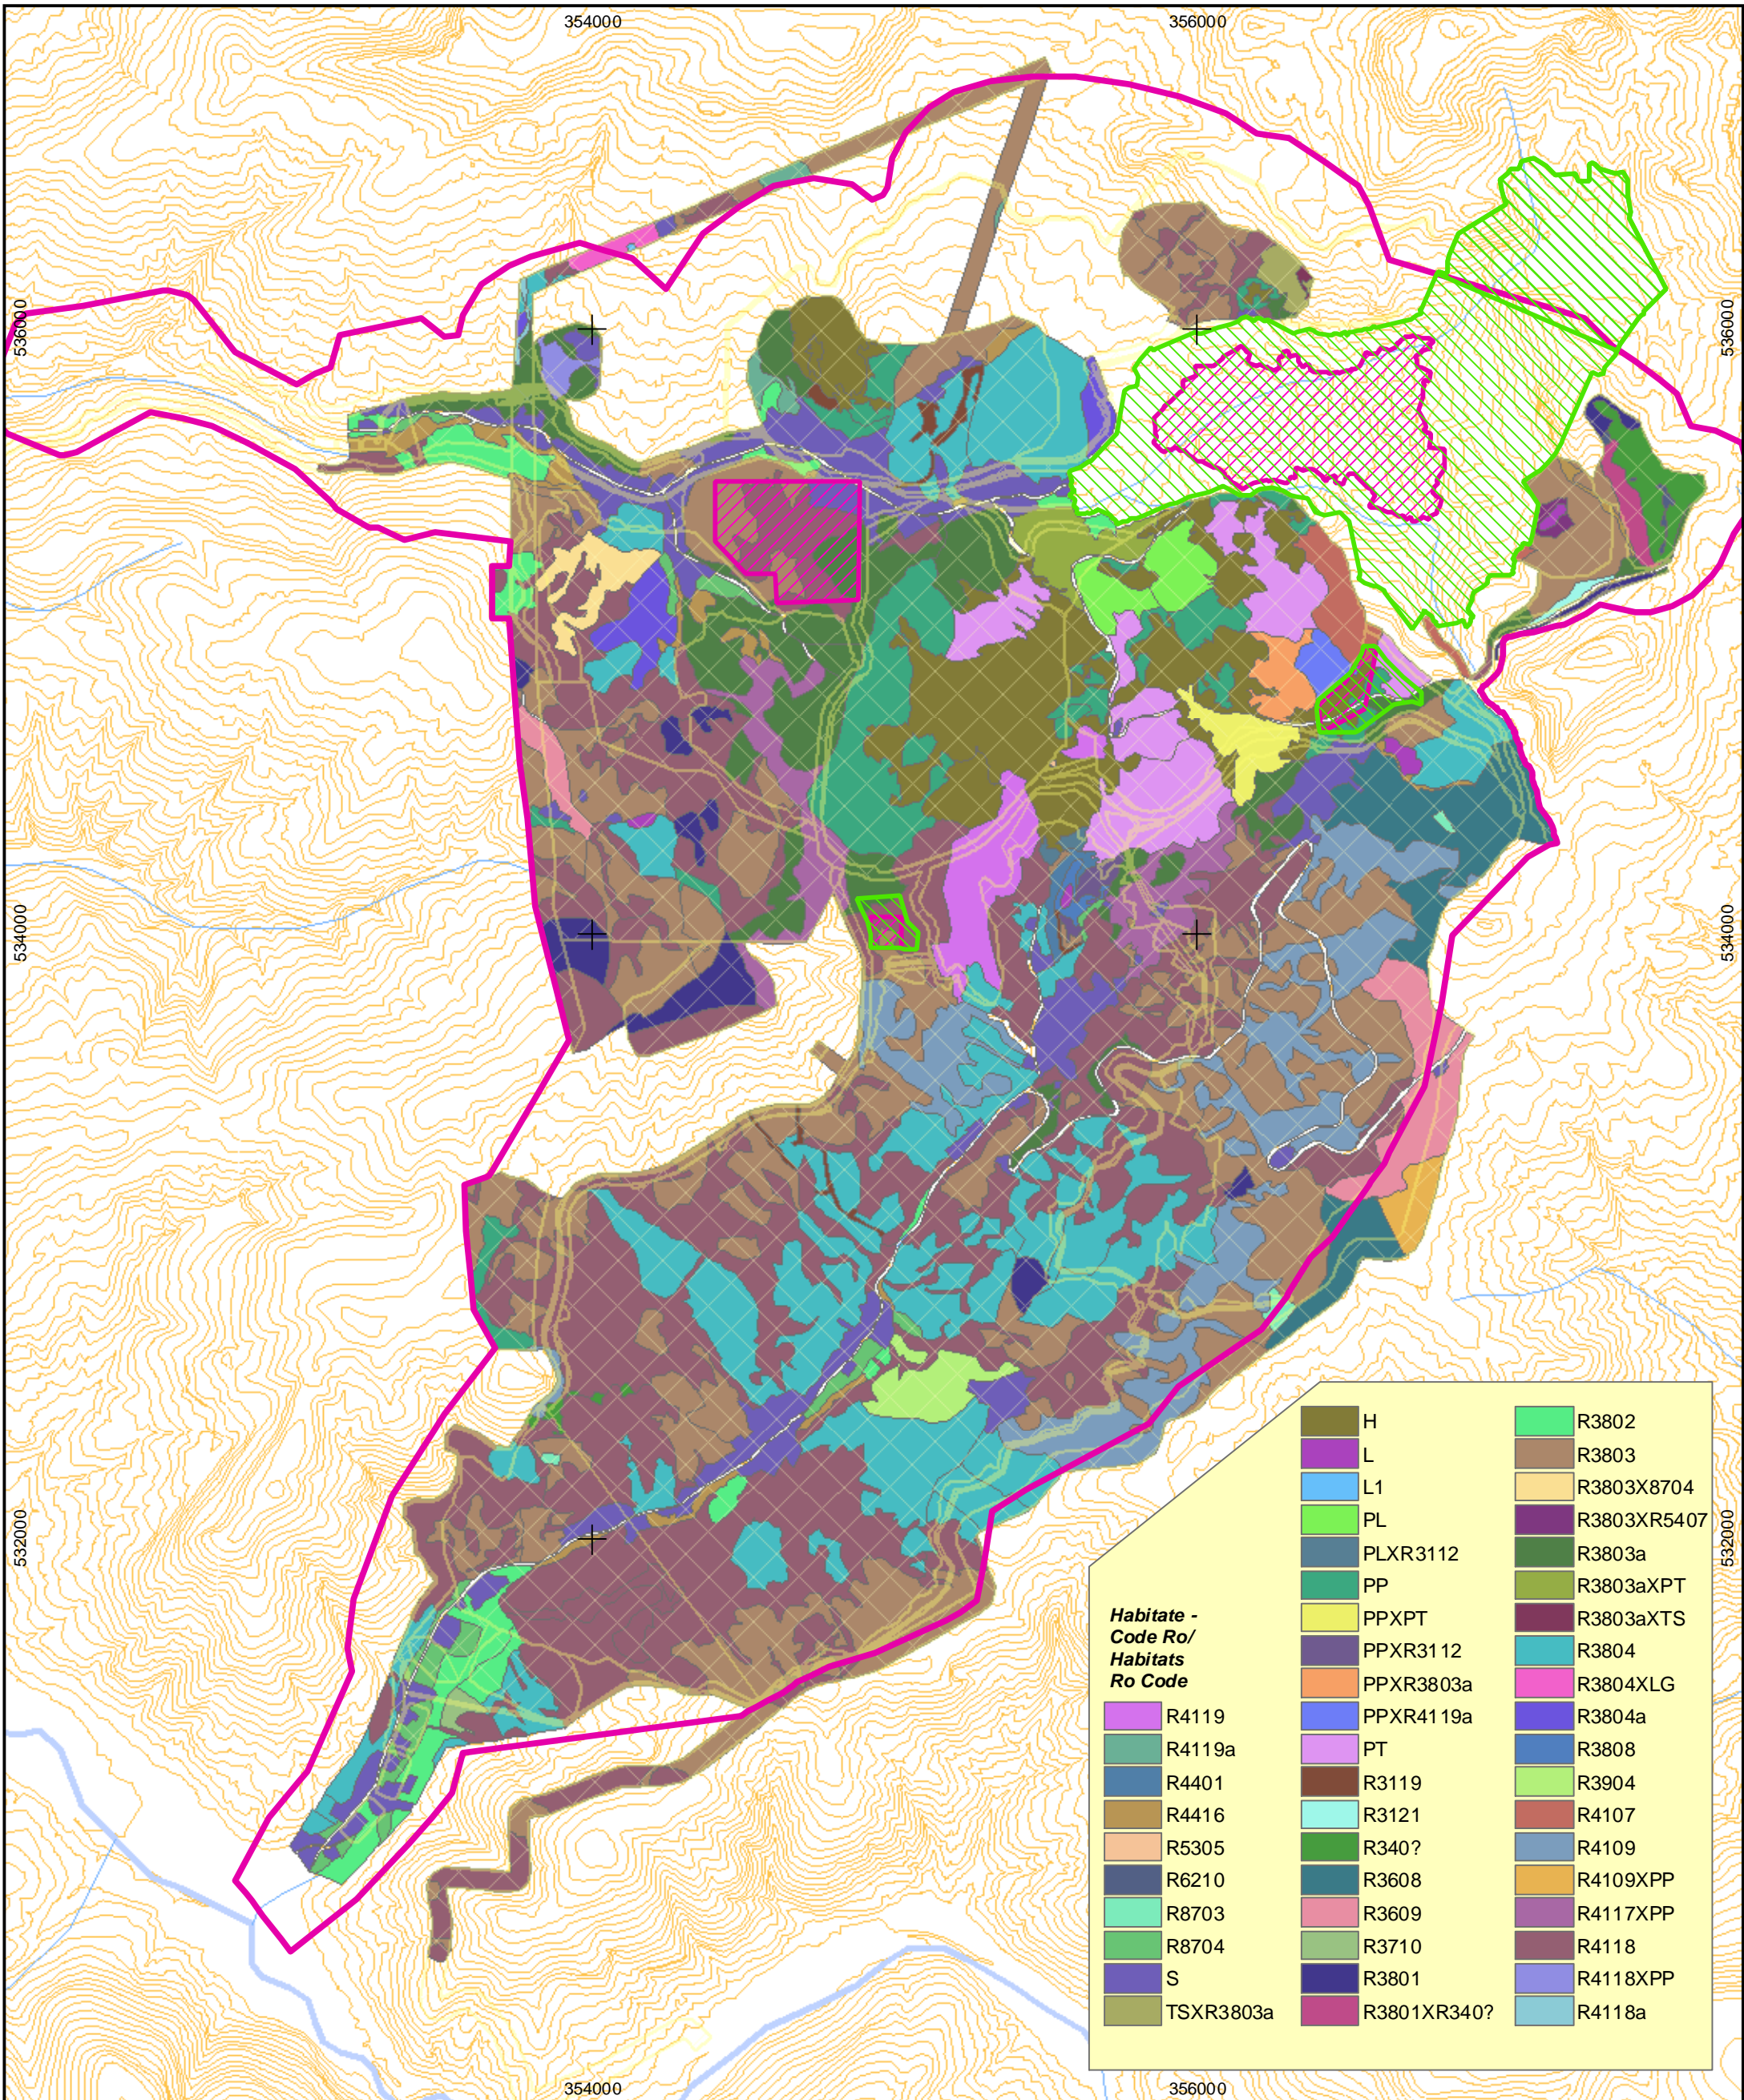 354000
356000
536000
536000
534000
534000
532000
532000
Habitate -
Code Ro/
Habitats
Ro Code
R4119
R4119a
R4401
R4416
R5305
R6210
R8703
R8704
S
TSXR3803a
H
L
L1
PL
PLXR3112
PP
PPXPT
PPXR3112
PPXR3803a
PPXR4119a
PT
R3119
R3121
R340?
R3608
R3609
R3710
R3801
R3801XR340?
R3802
R3803
R3803X8704
R3803XR5407
R3803a
R3803aXPT
R3803aXTS
R3804
R3804XLG
R3804a
R3808
R3904
R4107
R4109
R4109XPP
R4117XPP
R4118
R4118XPP
R4118a
354000
356000